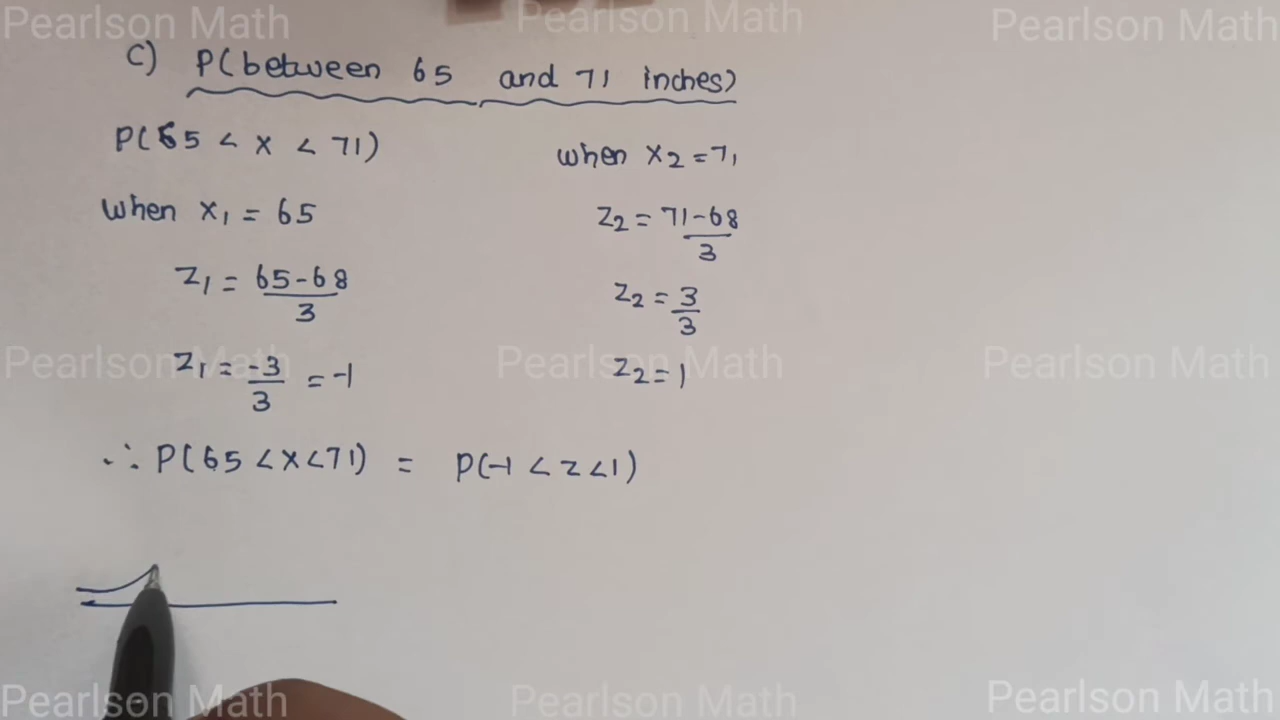 Pearlson Math Pearlson Math Pearlson Math
C) P(between 65 and 71 inches)
P(65 < x < 71)
when x₁ = 65
z₁ = 65-68/3
z₁ = -3/3 = -1
when x₂ = 71
z₂ = 71-68/3
z₂ = 3/3
z₂ = 1
Pearlson Math Pearlson Math Pearlson Math
∴ P(65 < x < 71) = P(-1 < z < 1)
Pearlson Math Pearlson Math Pearlson Math